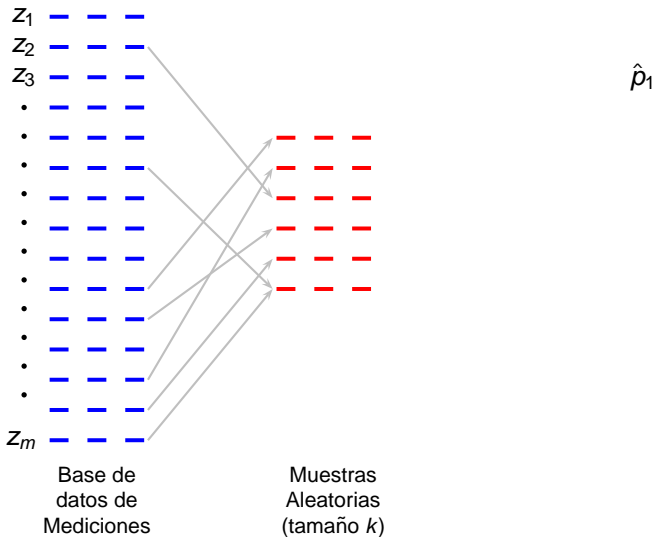 z₁
z₂
z₃
p̂₁
zₘ
Base de
datos de
Mediciones
Muestras
Aleatorias
(tamaño k)